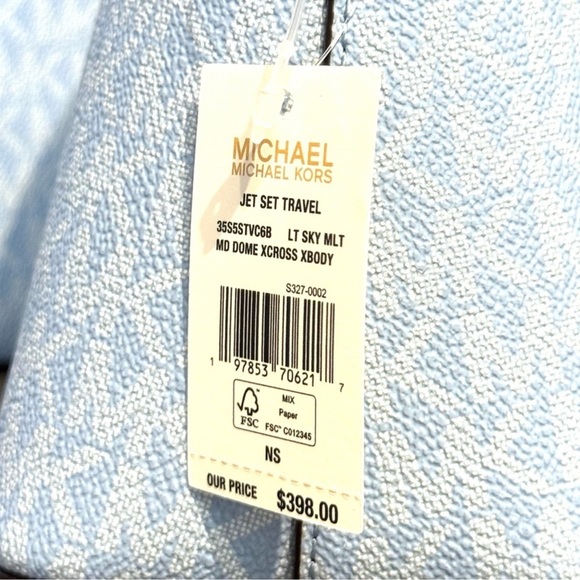 MICHAEL
MICHAEL KORS
JET SET TRAVEL
35S5STVC6B LT SKY MLT
MD DOME XCROSS XBODY
S327-0002
1 97853 70621 7
FSC
MIX
Paper
FSC™ C012345
NS
OUR PRICE $398.00